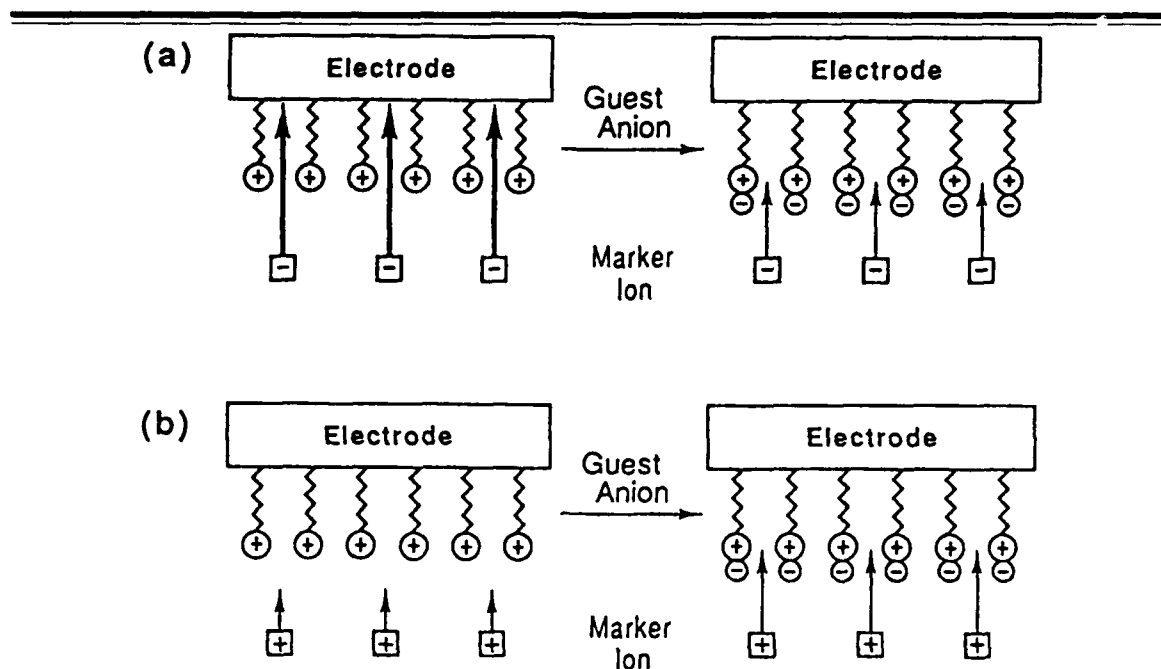 (a)
Electrode
Guest
Anion
Electrode
+ + + + + +
+ + + + + +
- - - - - -
- - -
Marker
Ion
- - -
(b)
Electrode
Guest
Anion
Electrode
+ + + + + +
+ + + + + +
- - - - - -
+ + +
Marker
Ion
+ + +